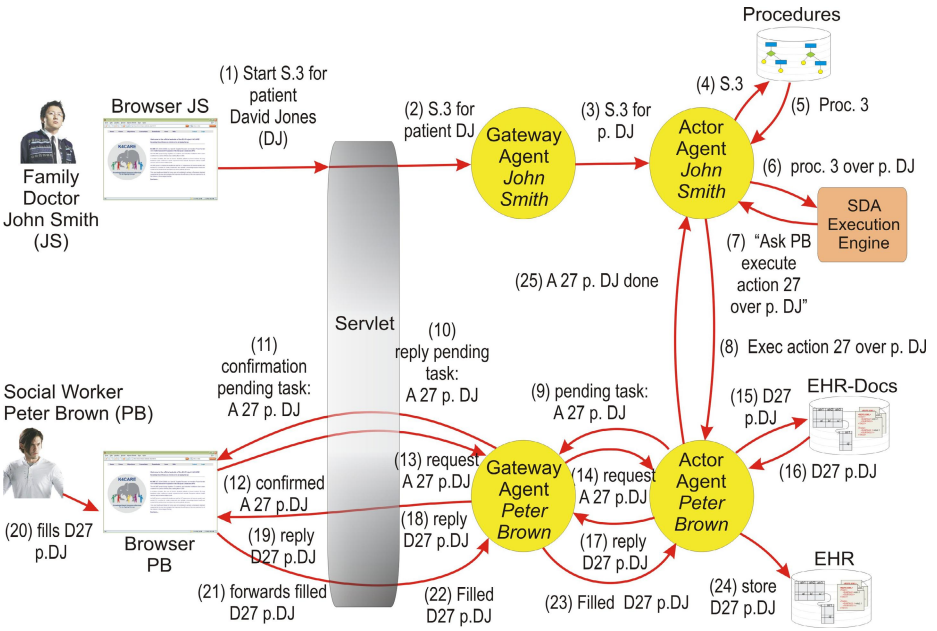 Procedures
(1) Start S.3 for
patient
David Jones
(DJ)
Browser JS
K4CARE
Family
Doctor
John Smith
(JS)
(2) S.3 for
patient DJ
(3) S.3 for
p. DJ
(4) S.3
(5) Proc. 3
Gateway
Agent
John
Smith
Actor
Agent
John
Smith
(6) proc. 3 over p. DJ
SDA
Execution
Engine
(7) “Ask PB
execute
action 27
over p. DJ”
(25) A 27 p. DJ done
(8) Exec action 27 over p. DJ
Servlet
(11)
confirmation
pending task:
A 27 p. DJ
(10)
reply pending
task:
A 27 p. DJ
(9) pending task:
A 27 p. DJ
Social Worker
Peter Brown (PB)
K4CARE
Browser
PB
(20) fills D27
p.DJ
(12) confirmed
A 27 p.DJ
(13) request
A 27 p.DJ
(14) request
A 27 p.DJ
Gateway
Agent
Peter
Brown
Actor
Agent
Peter
Brown
(15) D27
p.DJ
EHR-Docs
(16) D27 p.DJ
(19) reply
D27 p.DJ
(18) reply
D27 p.DJ
(17) reply
D27 p.DJ
(21) forwards filled
D27 p.DJ
(22) Filled
D27 p.DJ
(23) Filled D27 p.DJ
(24) store
D27 p.DJ
EHR